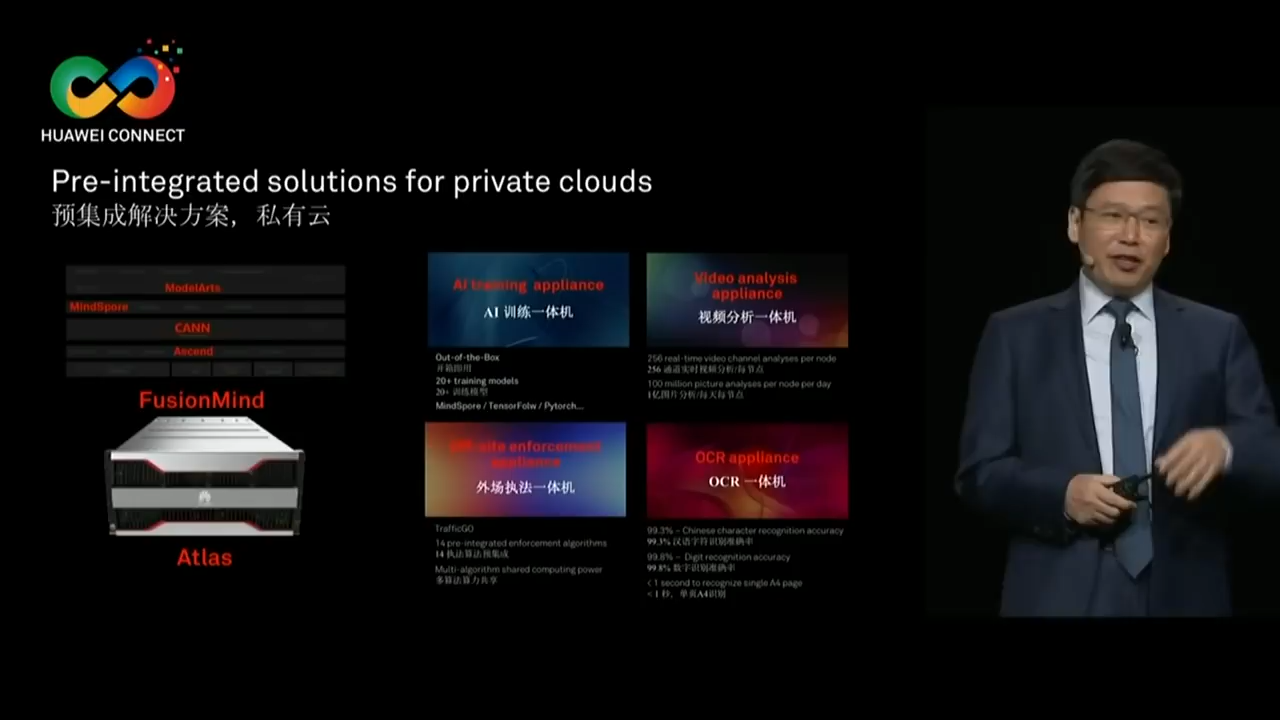 HUAWEI CONNECT
Pre-integrated solutions for private clouds
预集成解决方案，私有云
ModelArts
MindSpore
CANN
Ascend
FusionMind
Atlas
AI training appliance
AI 训练一体机
Out-of-the-Box
开箱即用
20+ training models
20+ 训练模型
MindSpore / TensorFolw / Pytorch...
Video analysis
appliance
视频分析一体机
256 real-time video channel analyses per node
256 通道实时视频分析/每节点
100 million picture analyses per node per day
1亿图片分析/每天每节点
site enforcement
appliance
外场执法一体机
TrafficGO
14 pre-integrated enforcement algorithms
14 执法算法预集成
Multi-algorithm shared computing power
多算法算力共享
OCR appliance
OCR 一体机
99.3% – Chinese character recognition accuracy
99.3% 汉语字符识别准确率
99.8% – Digit recognition accuracy
99.8% 数字识别准确率
< 1 second to recognize single A4 page
< 1 秒，单页A4识别